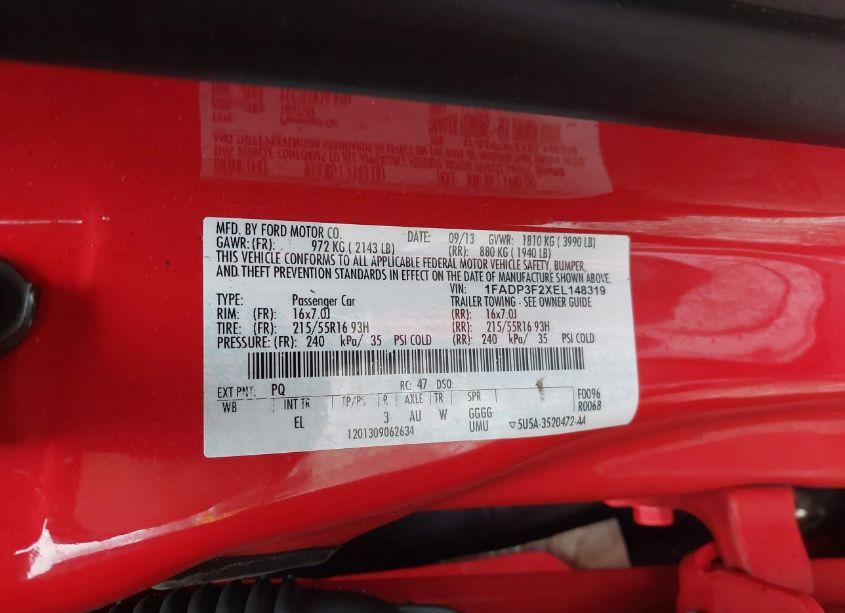 MFD. BY FORD MOTOR CO. DATE: 09/13 GVWR: 1810 KG ( 3990 LB)
GAWR: (FR): 972 KG ( 2143 LB) (RR): 880 KG ( 1940 LB)
THIS VEHICLE CONFORMS TO ALL APPLICABLE FEDERAL MOTOR VEHICLE SAFETY, BUMPER,
AND THEFT PREVENTION STANDARDS IN EFFECT ON THE DATE OF MANUFACTURE SHOWN ABOVE.
VIN: 1FADP3F2XEL148319
TYPE: Passenger Car TRAILER TOWING - SEE OWNER GUIDE
RIM: (FR): 16x7.0J (RR): 16x7.0J
TIRE: (FR): 215/55R16 93H (RR): 215/55R16 93H
PRESSURE: (FR): 240 kPa/ 35 PSI COLD (RR): 240 kPa/ 35 PSI COLD
EXT PNT: PQ RC: 47 DSO: F0096
WB INT TR TP/PS R AXLE TR SPR R0068
EL 3 AU W GGGG
1201309062634 UMU ▽5U5A-3520472-AA